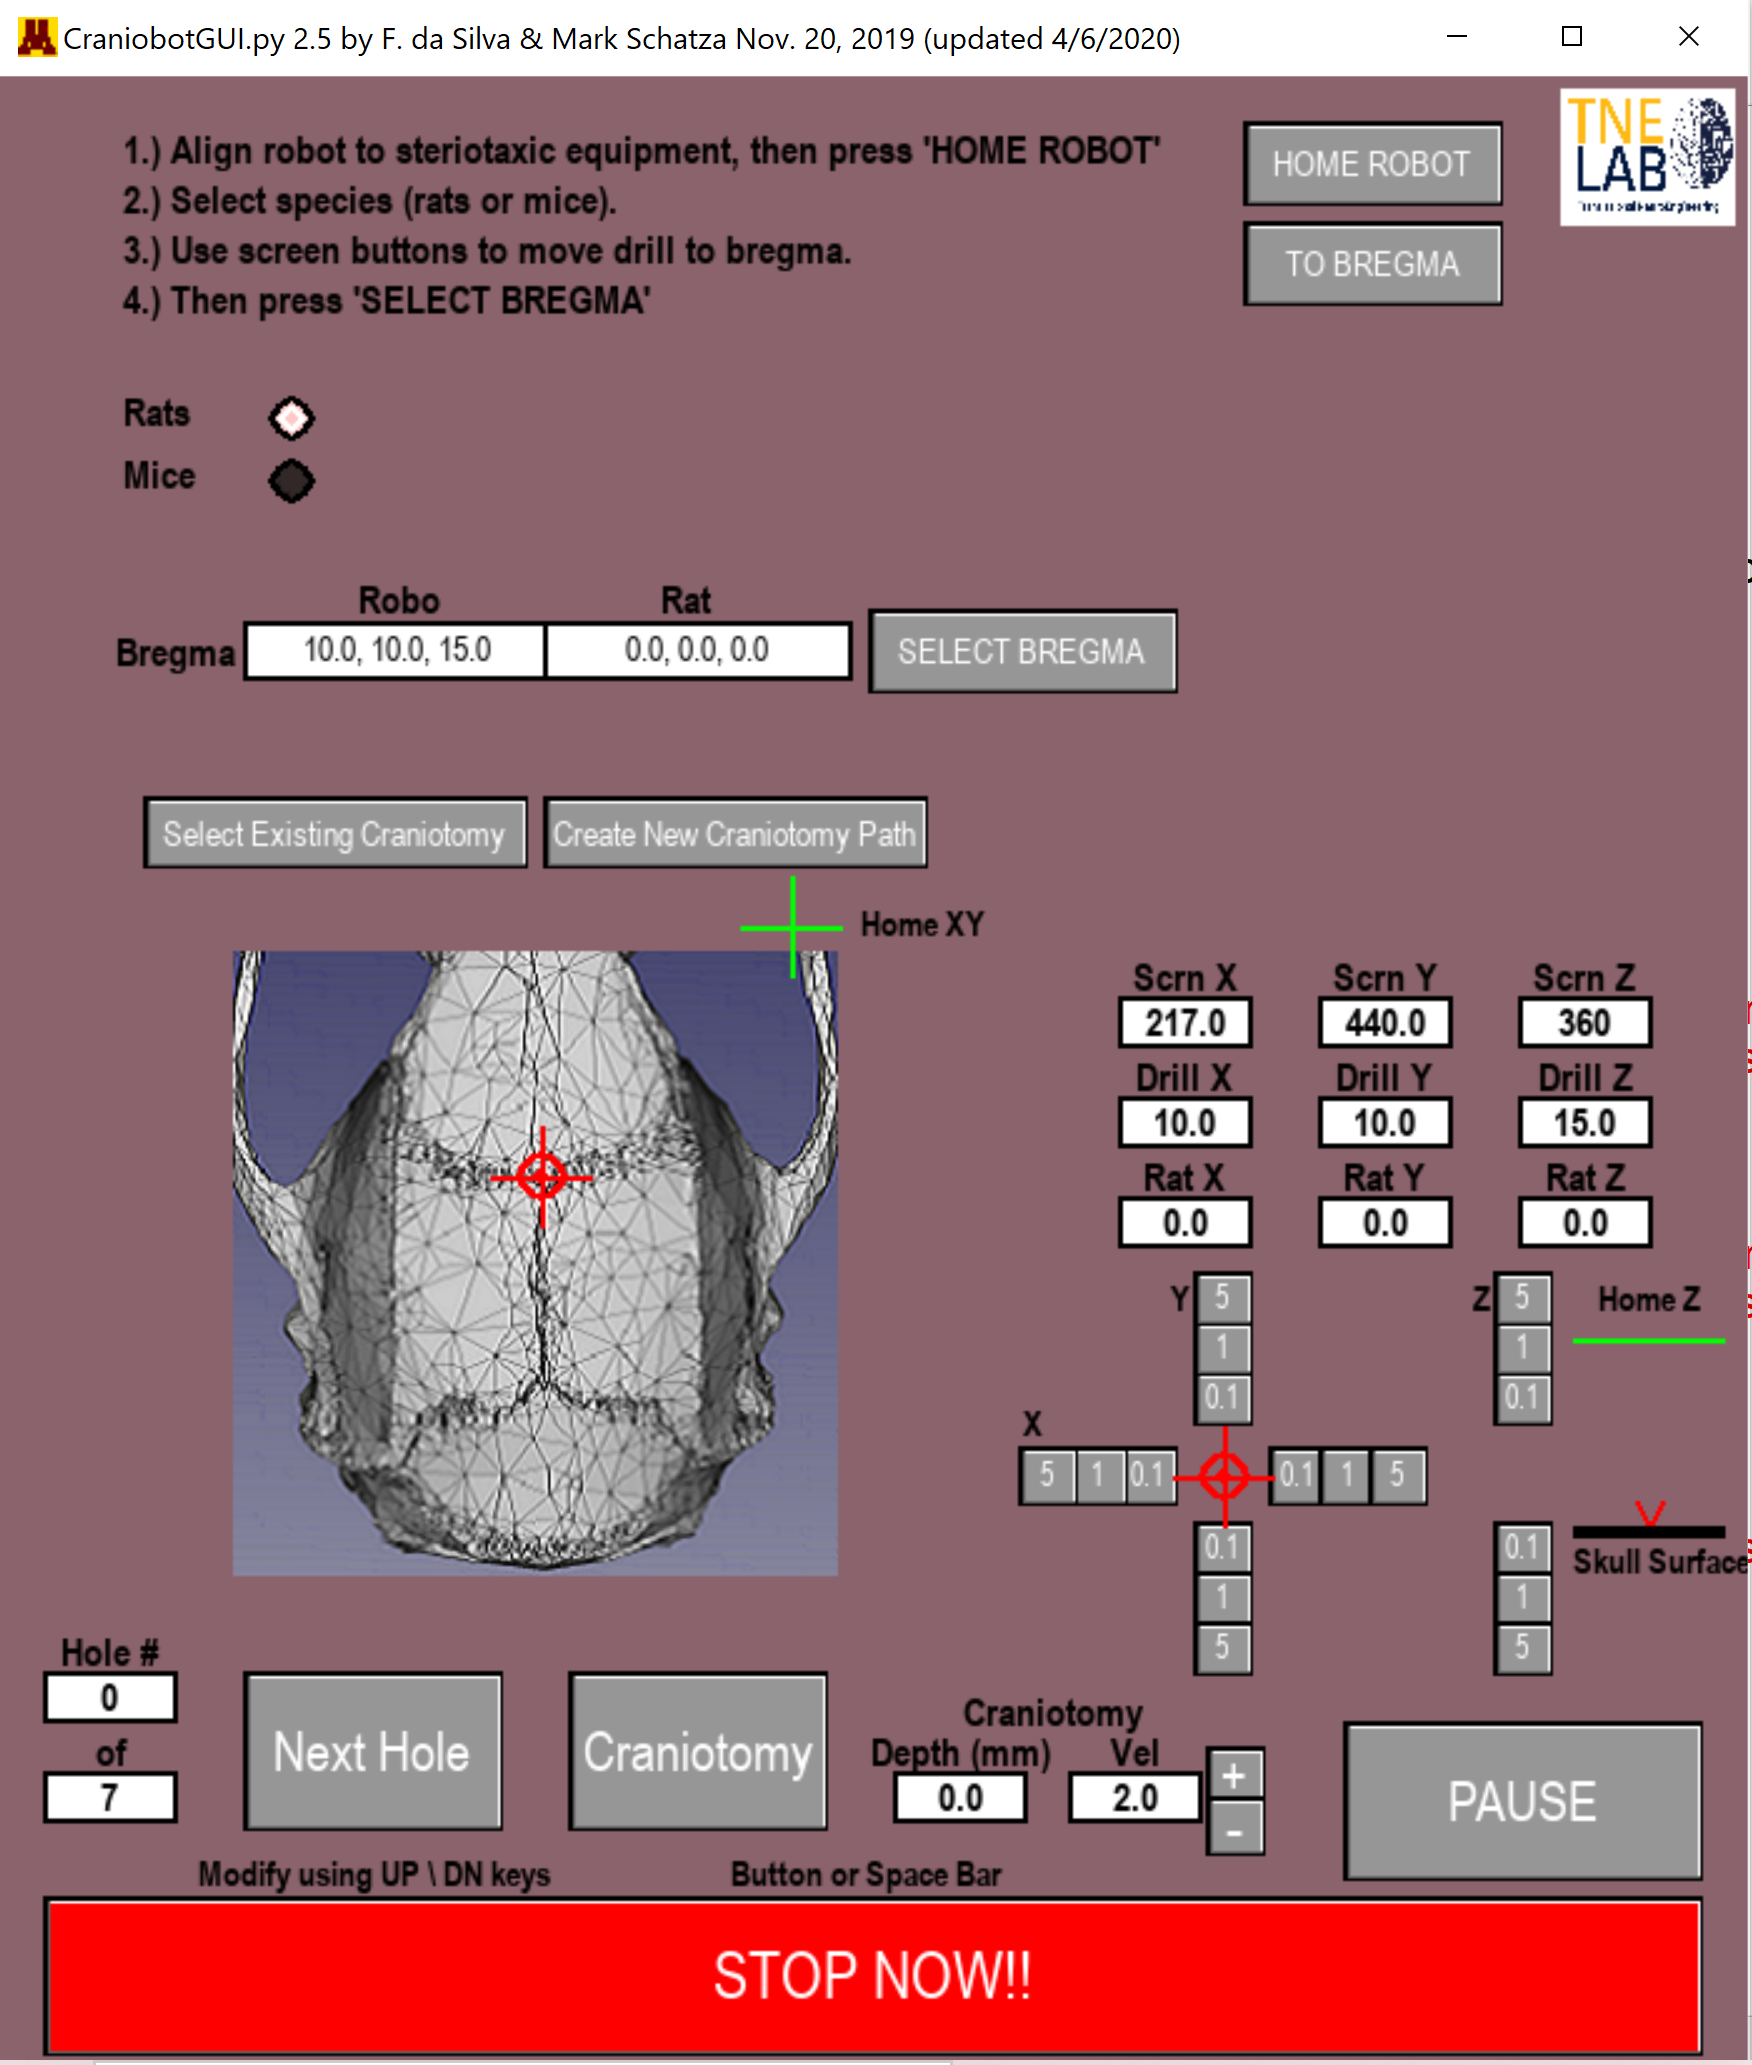 CraniobotGUI.py 2.5 by F. da Silva & Mark Schatza Nov. 20, 2019 (updated 4/6/2020)
1.) Align robot to steriotaxic equipment, then press 'HOME ROBOT'
2.) Select species (rats or mice).
3.) Use screen buttons to move drill to bregma.
4.) Then press 'SELECT BREGMA'
HOME ROBOT
TO BREGMA
TNE
LAB
Rats
Mice
Robo Rat
Bregma 10.0, 10.0, 15.0 0.0, 0.0, 0.0 SELECT BREGMA
Select Existing Craniotomy Create New Craniotomy Path
Home XY
Scrn X Scrn Y Scrn Z
217.0 440.0 360
Drill X Drill Y Drill Z
10.0 10.0 15.0
Rat X Rat Y Rat Z
0.0 0.0 0.0
Y 5 Z 5 Home Z
1 1
0.1 0.1
X
5 1 0.1 0.1 1 5
0.1 0.1 Skull Surface
1 1
5 5
Hole #
0
of
7
Next Hole
Craniotomy
Craniotomy
Depth (mm) Vel
0.0 2.0
+
-
PAUSE
Modify using UP \ DN keys Button or Space Bar
STOP NOW!!